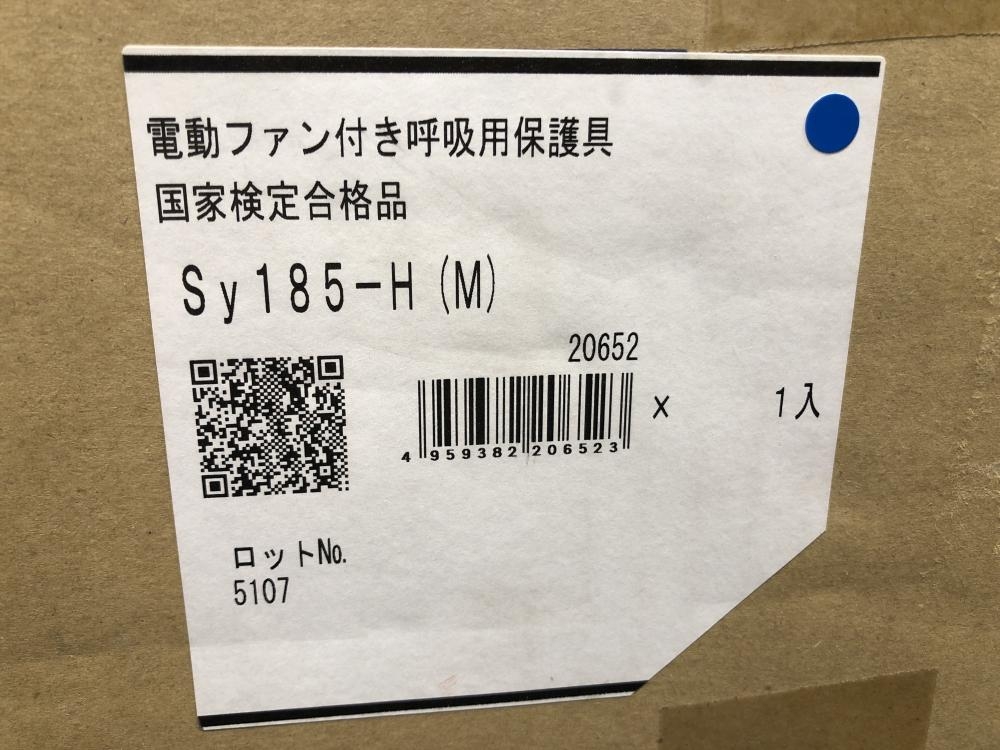 電動ファン付き呼吸用保護具
国家検定合格品
Sy185-H(M)
20652
4 959382 206523
x 1入
ロットNo.
5107